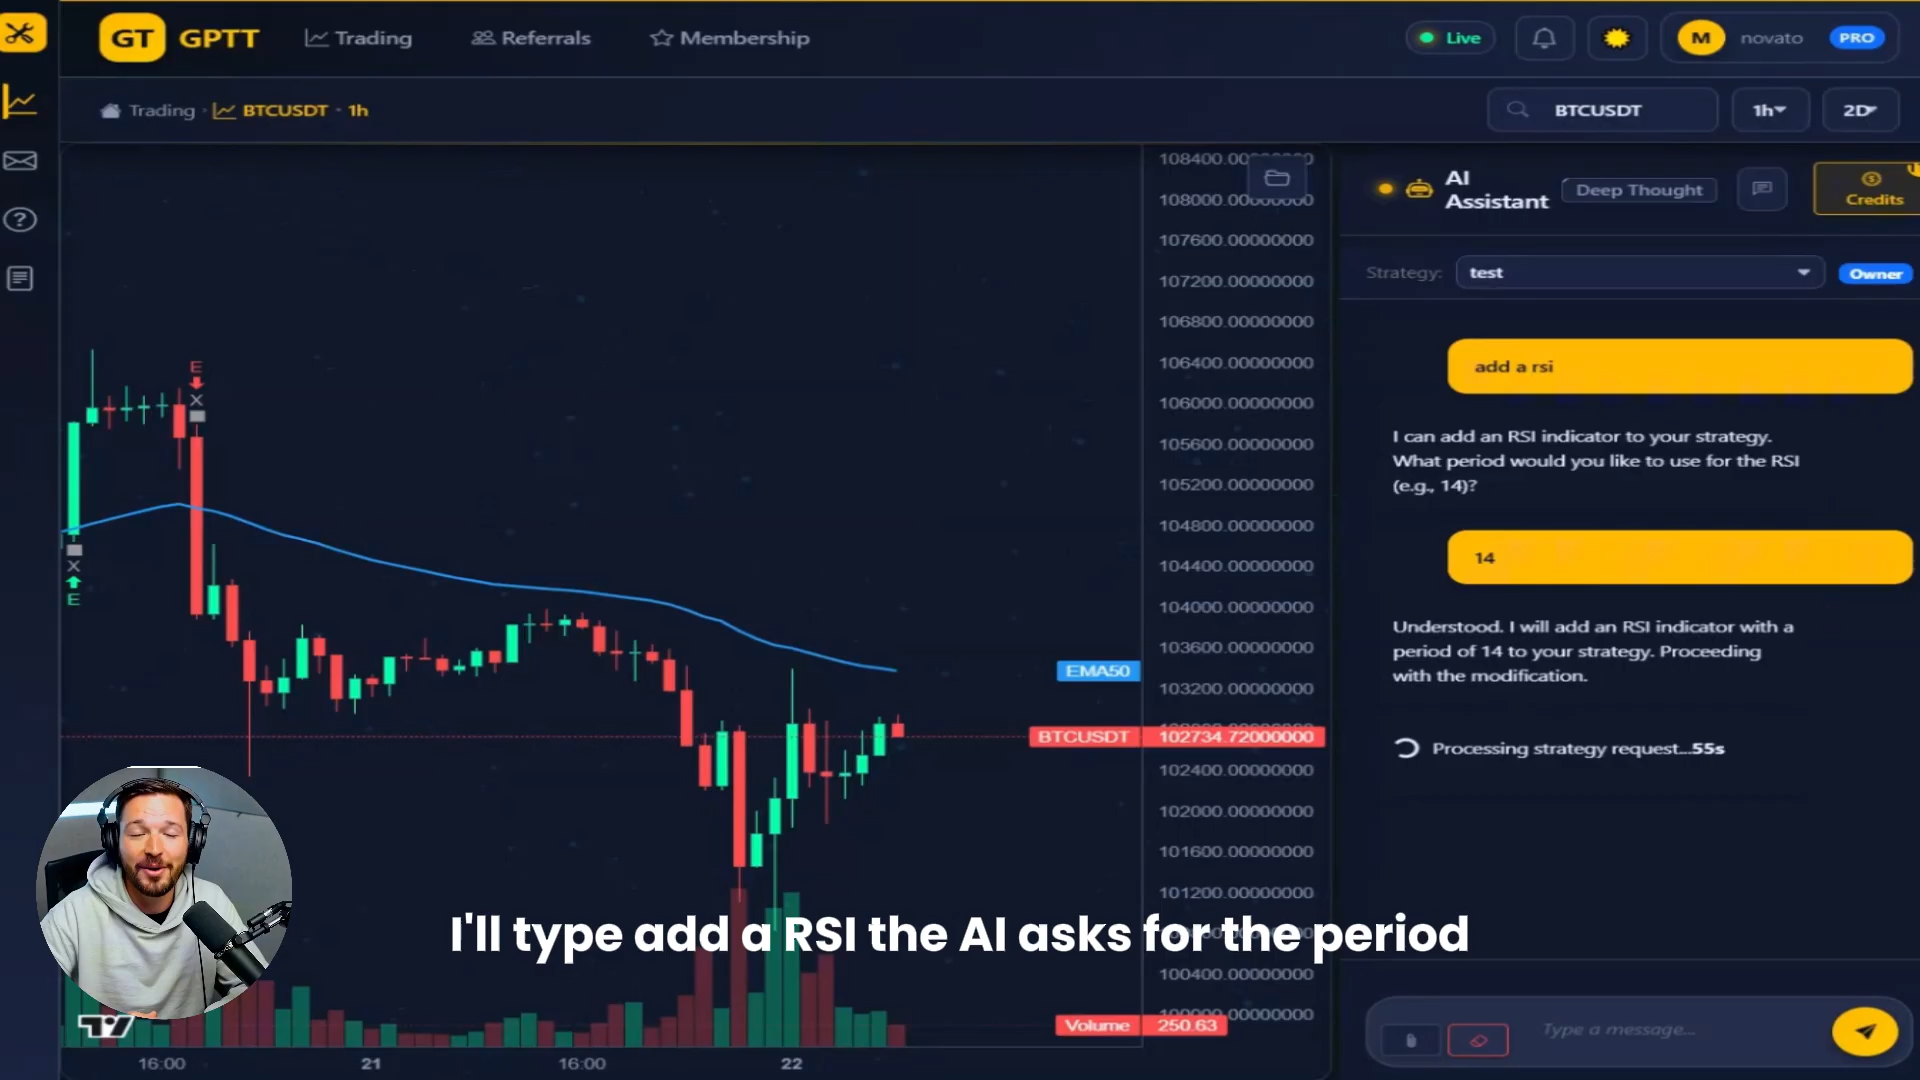 GT GPTT
Trading
Referrals
Membership
Live
M novato PRO
Trading · BTCUSDT · 1h
BTCUSDT
1h
2D
108400.00
108000.00000000
107600.00000000
107200.00000000
106800.00000000
106400.00000000
106000.00000000
105600.00000000
105200.00000000
104800.00000000
104400.00000000
104000.00000000
103600.00000000
103200.00000000
102400.00000000
102000.00000000
101600.00000000
101200.00000000
100400.00000000
100000.00000000
E
X
X
E
EMA50
BTCUSDT 102734.72000000
Volume 250.63
16:00
21
16:00
22
AI
Assistant
Deep Thought
Credits
Strategy: test
Owner
add a rsi
I can add an RSI indicator to your strategy.
What period would you like to use for the RSI
(e.g., 14)?
14
Understood. I will add an RSI indicator with a
period of 14 to your strategy. Proceeding
with the modification.
Processing strategy request...55s
Type a message...
I'll type add a RSI the AI asks for the period